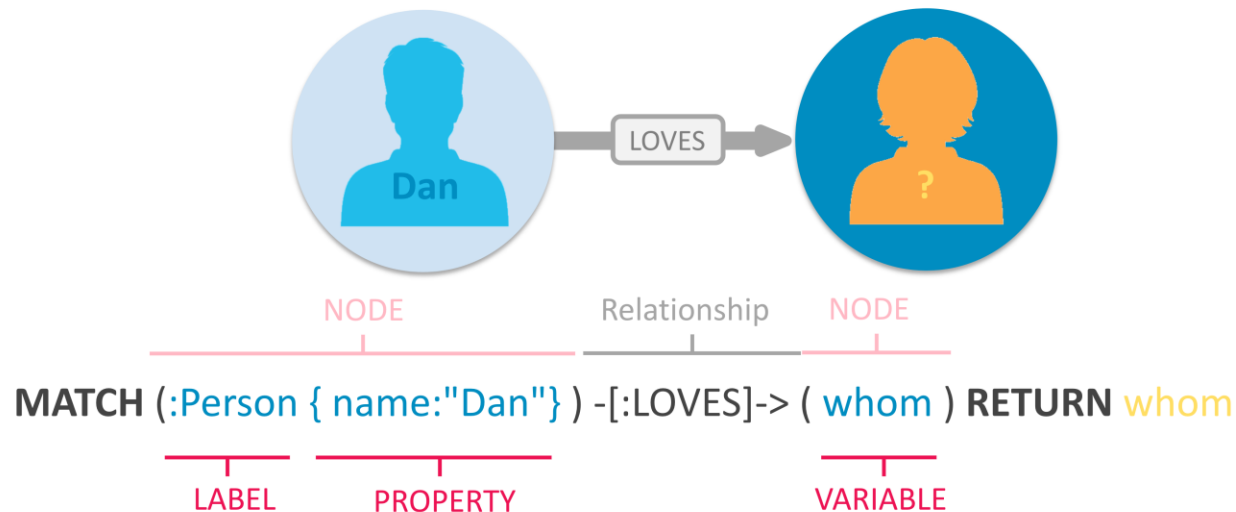 LOVES
Dan
?
NODE
Relationship
NODE
MATCH (:Person { name:"Dan"} ) -[:LOVES]-> ( whom ) RETURN whom
LABEL
PROPERTY
VARIABLE